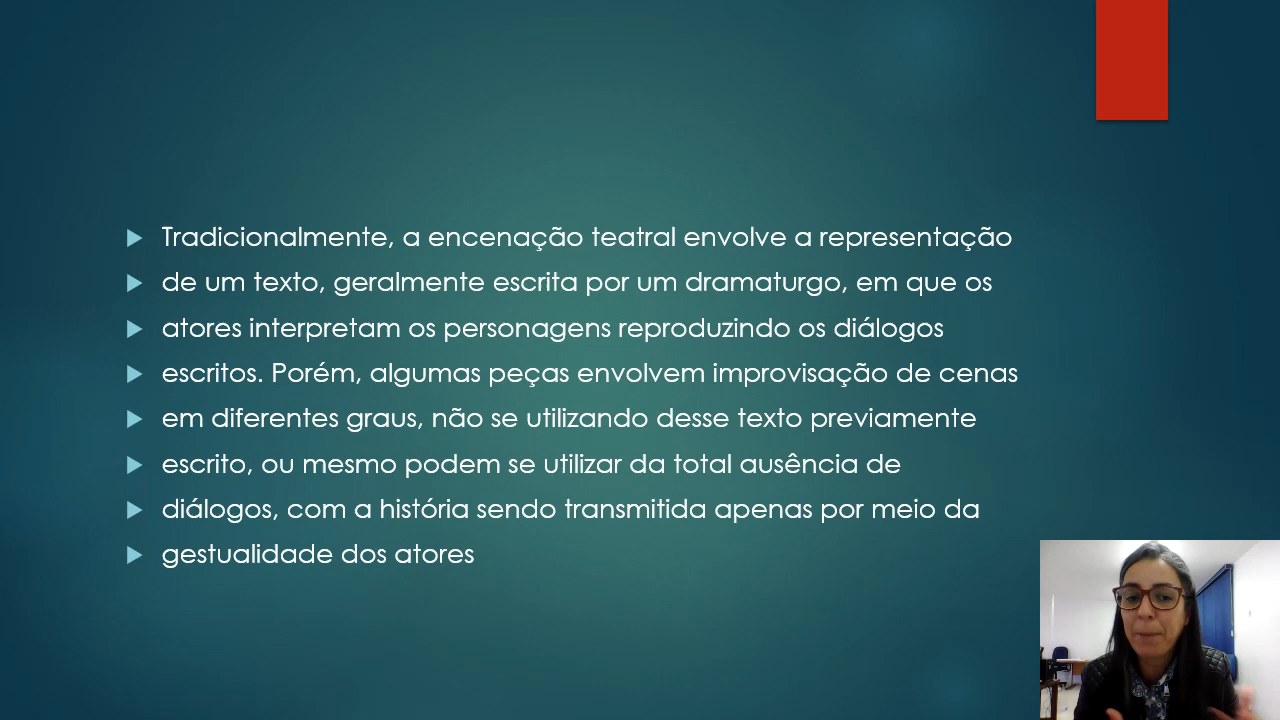 Tradicionalmente, a encenação teatral envolve a representação
de um texto, geralmente escrita por um dramaturgo, em que os
atores interpretam os personagens reproduzindo os diálogos
escritos. Porém, algumas peças envolvem improvisação de cenas
em diferentes graus, não se utilizando desse texto previamente
escrito, ou mesmo podem se utilizar da total ausência de
diálogos, com a história sendo transmitida apenas por meio da
gestualidade dos atores